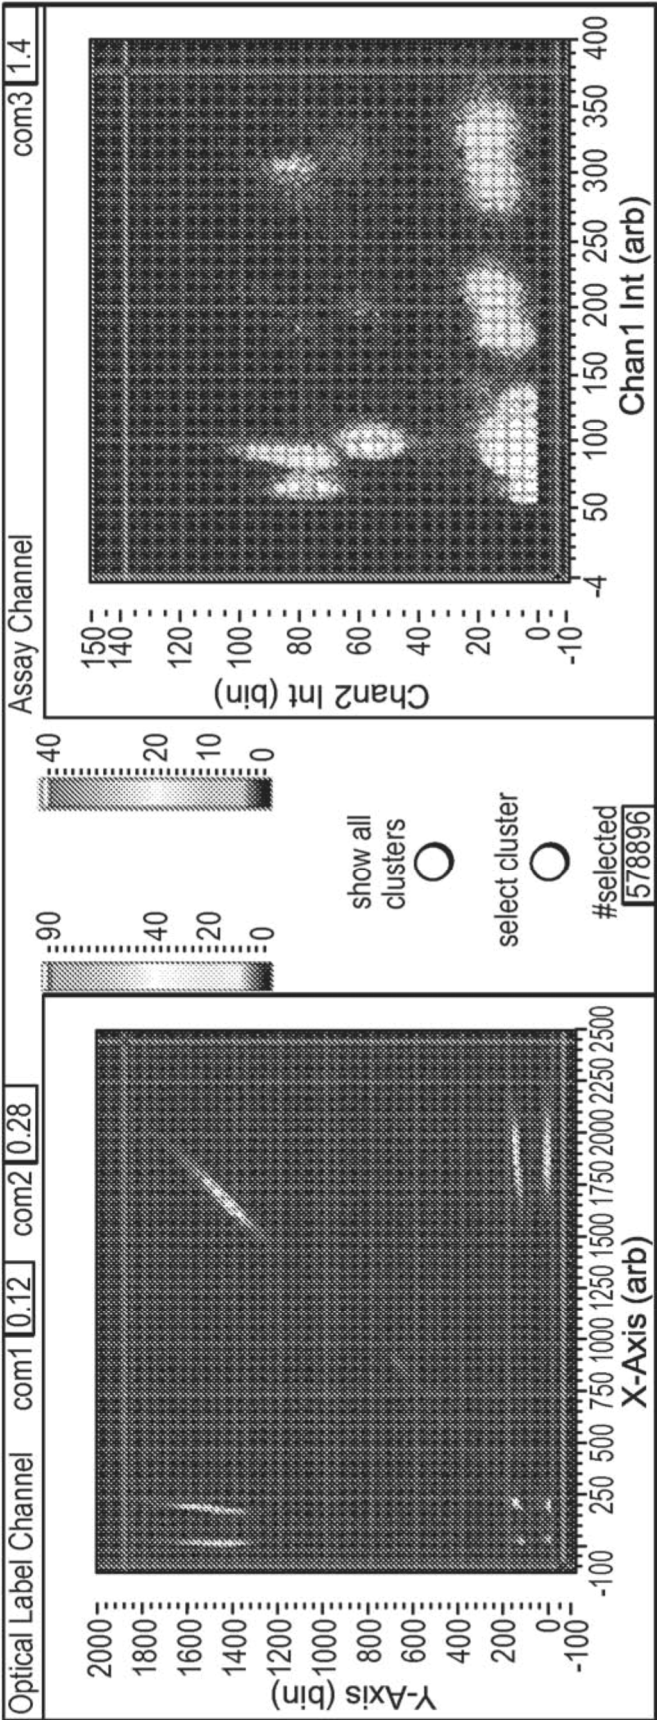 Optical Label Channel com1 0.12 com2 0.28
2000
1800
1600
1400
1200
1000
800
600
400
200
0
-100
Y-Axis (bin)
-100 250 500 750 1000 1250 1500 1750 2000 2250 2500
X-Axis (arb)
90
40
20
0
40
20
10
0
show all
clusters
select cluster
#selected
578896
Assay Channel com3 1.4
150
140
120
100
80
60
40
20
0
-10
Chan2 Int (bin)
-4 50 100 150 200 250 300 350 400
Chan1 Int (arb)